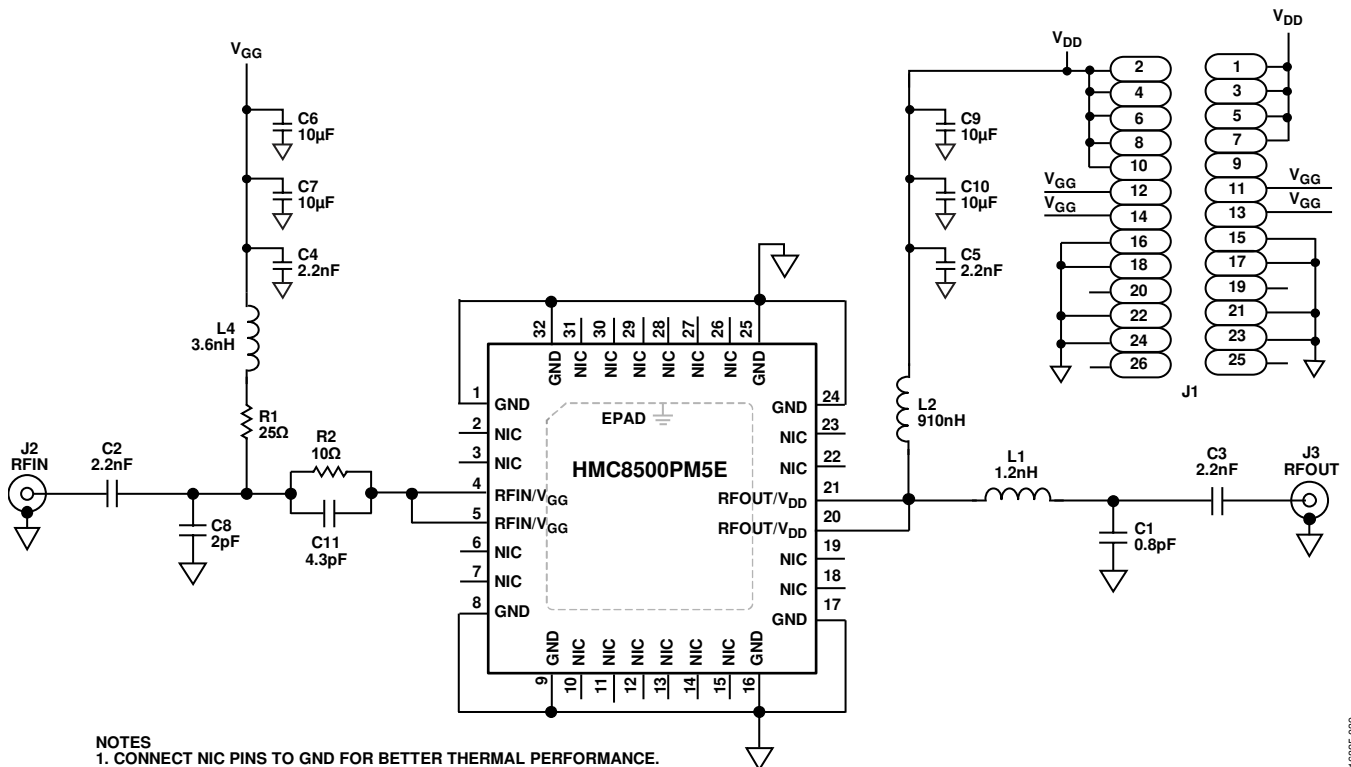 VGG
C6
10µF
C7
10µF
C4
2.2nF
L4
3.6nH
R1
25Ω
J2
RFIN
C2
2.2nF
C8
2pF
R2
10Ω
C11
4.3pF
32 31 30 29 28 27 26 25
GND NIC NIC NIC NIC NIC NIC GND
1 GND
2 NIC
3 NIC
4 RFIN/VGG
5 RFIN/VGG
6 NIC
7 NIC
8 GND
EPAD
HMC8500PM5E
24 GND
23 NIC
22 NIC
21 RFOUT/VDD
20 RFOUT/VDD
19 NIC
18 NIC
17 GND
GND NIC NIC NIC NIC NIC NIC GND
9 10 11 12 13 14 15 16
C9
10µF
C10
10µF
C5
2.2nF
L2
910nH
L1
1.2nH
C1
0.8pF
C3
2.2nF
J3
RFOUT
VDD
2
4
6
8
10
VGG 12
VGG 14
16
18
20
22
24
26
VDD
1
3
5
7
9
11 VGG
13 VGG
15
17
19
21
23
25
J1
NOTES
1. CONNECT NIC PINS TO GND FOR BETTER THERMAL PERFORMANCE.